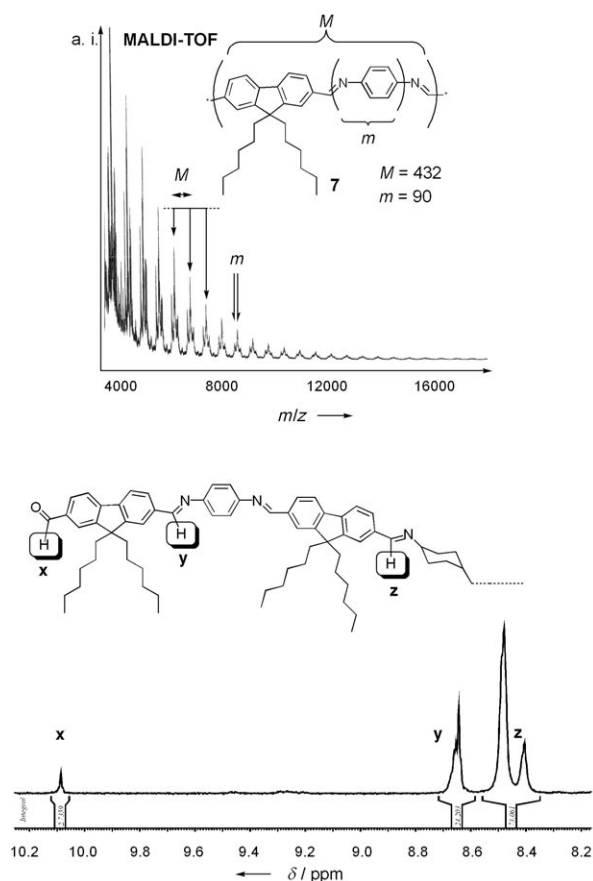 a. i. MALDI-TOF
M
N
N
m
7
M = 432
m = 90
M
m
4000 8000 12000 16000
m/z
O
H
x
N
N
H
y
N
H
z
x
y
z
Integral
10.2 10.0 9.8 9.6 9.4 9.2 9.0 8.8 8.6 8.4 8.2
δ / ppm